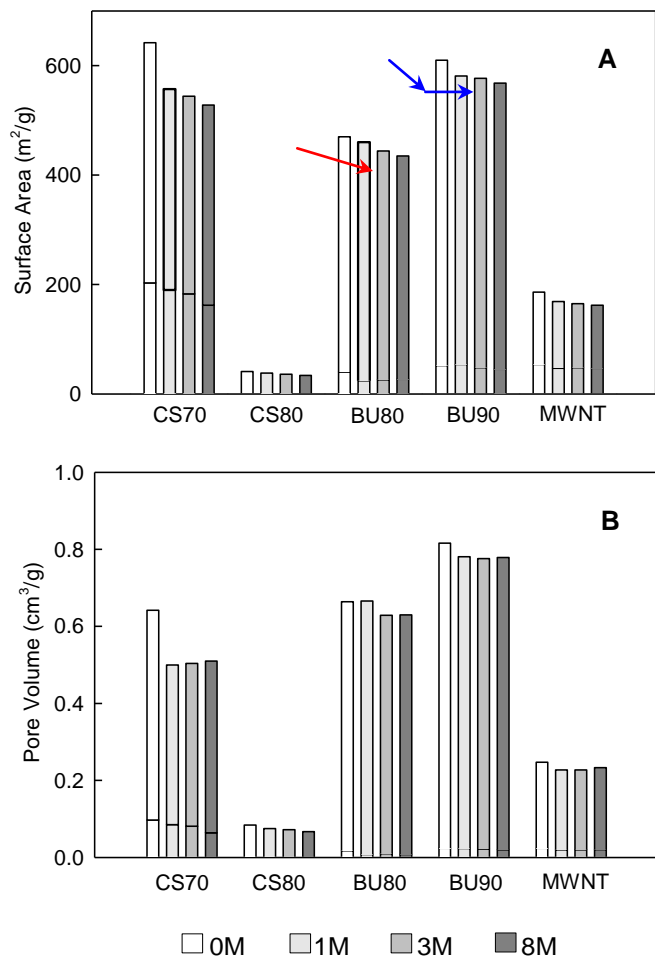 A
Surface Area (m²/g)
600
400
200
0
CS70 CS80 BU80 BU90 MWNT
B
Pore Volume (cm³/g)
1.0
0.8
0.6
0.4
0.2
0.0
CS70 CS80 BU80 BU90 MWNT
0M 1M 3M 8M